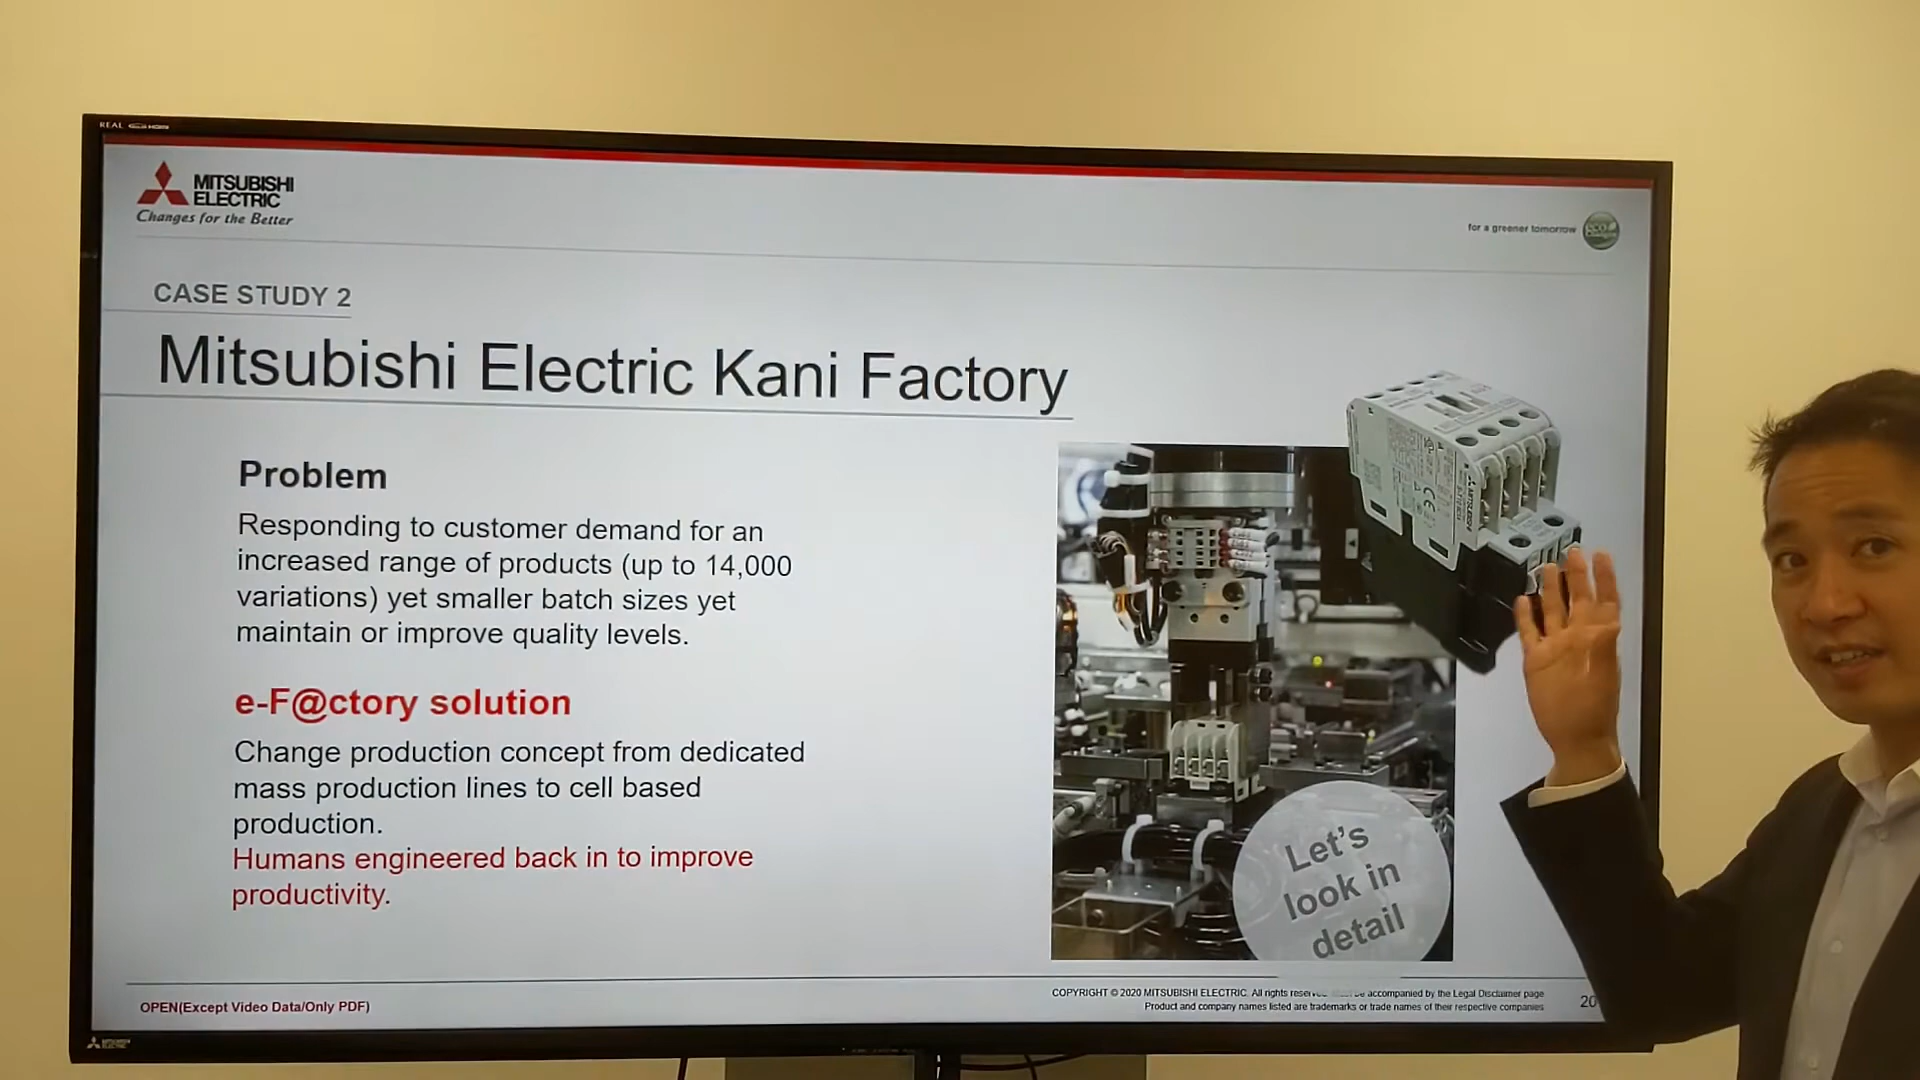 REAL
MITSUBISHI
ELECTRIC
Changes for the Better
for a greener tomorrow
CASE STUDY 2
Mitsubishi Electric Kani Factory
Problem
Responding to customer demand for an
increased range of products (up to 14,000
variations) yet smaller batch sizes yet
maintain or improve quality levels.
e-F@ctory solution
Change production concept from dedicated
mass production lines to cell based
production.
Humans engineered back in to improve
productivity.
Let's
look in
detail
OPEN(Except Video Data/Only PDF)
COPYRIGHT © 2020 MITSUBISHI ELECTRIC. All rights accompanied by the Legal Disclaimer page
Product and company names listed are trademarks or trade names of their respective companies
20
MITSUBISHI
ELECTRIC